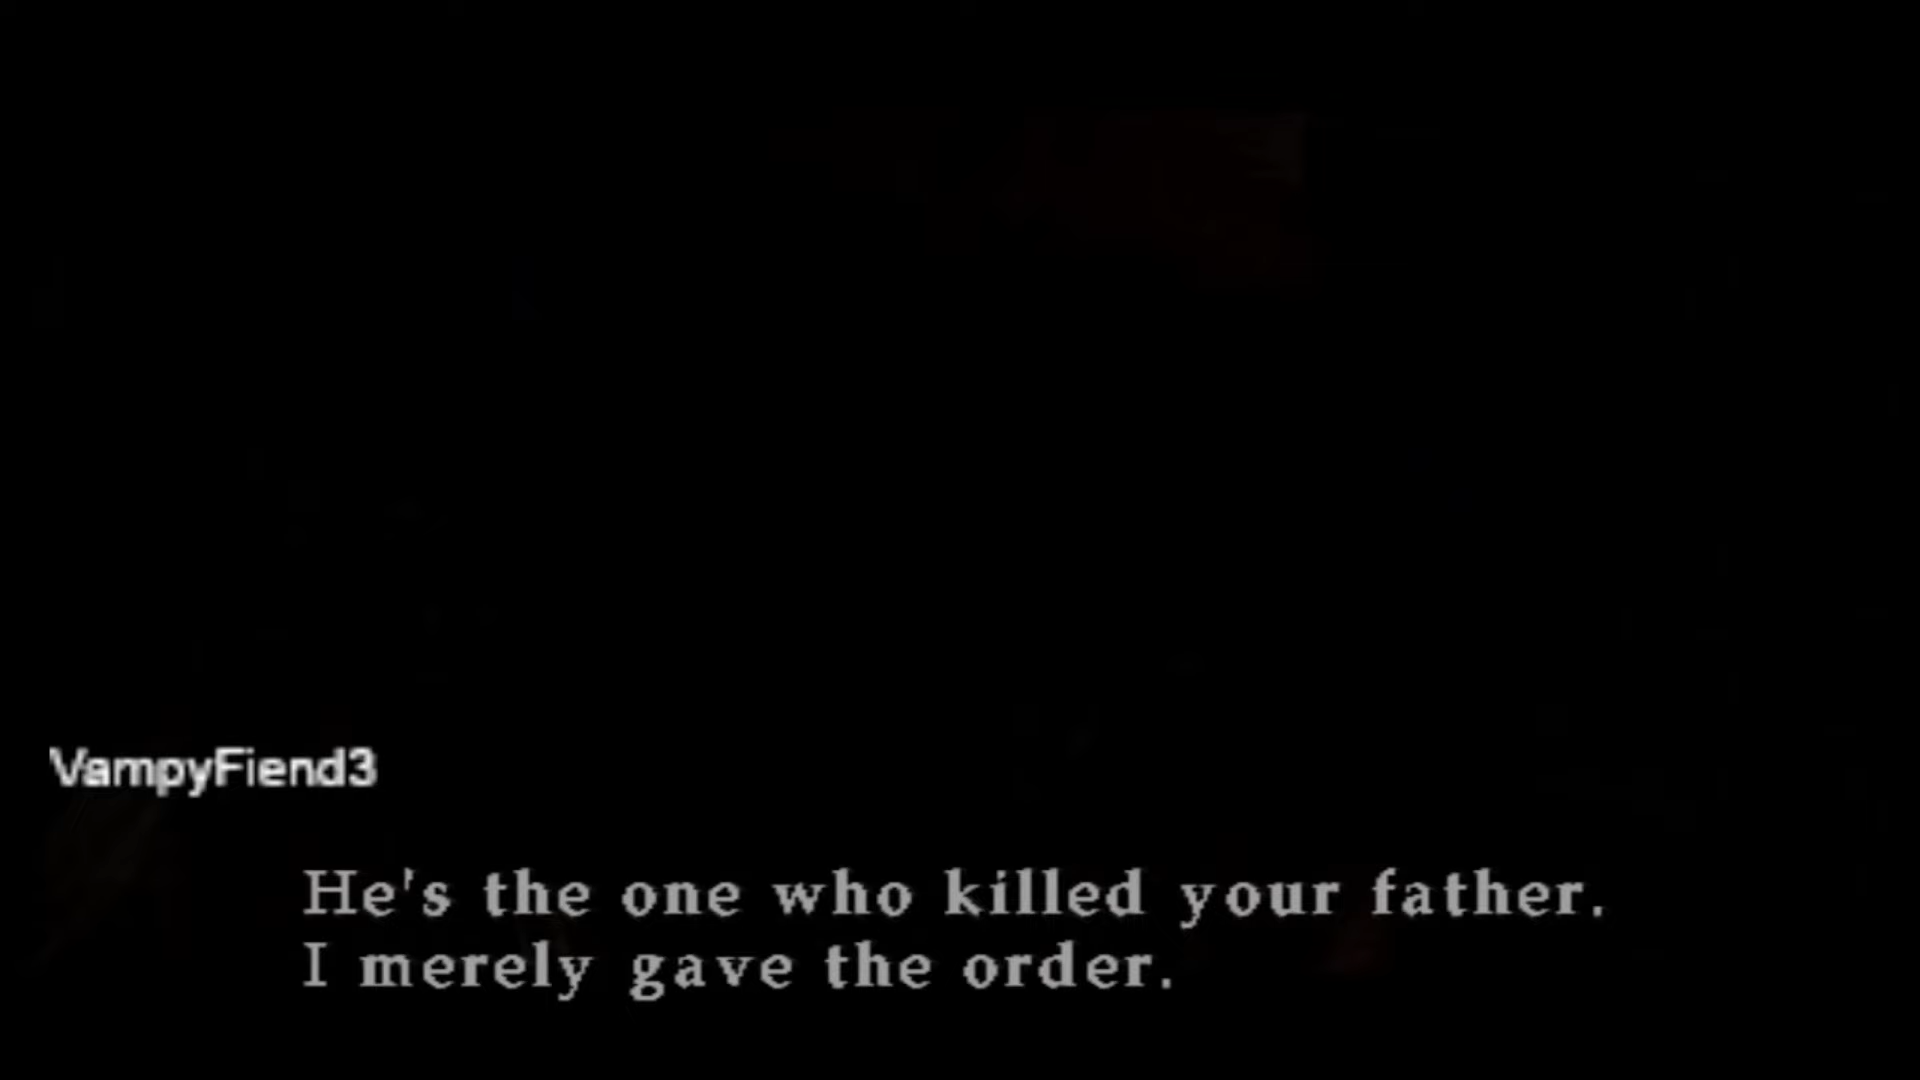 VampyFiend3
He's the one who killed your father.
I merely gave the order.